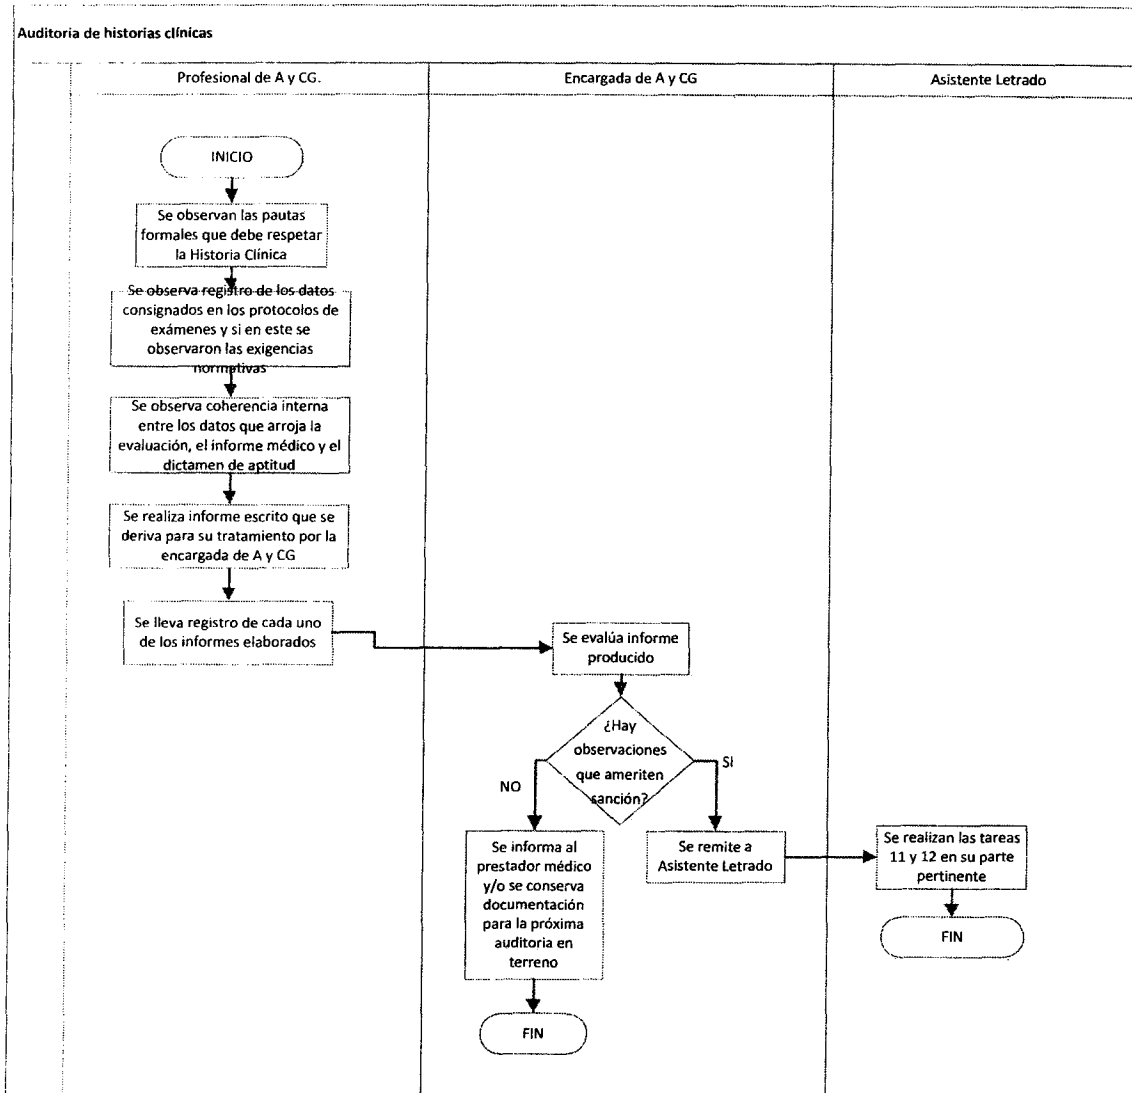 Auditoria de historias clínicas
Profesional de A y CG.
Encargada de A y CG
Asistente Letrado
INICIO
Se observan las pautas
formales que debe respetar
la Historia Clínica
Se observa registro de los datos
consignados en los protocolos de
exámenes y si en este se
observaron las exigencias
normativas
Se observa coherencia interna
entre los datos que arroja la
evaluación, el informe médico y el
dictamen de aptitud
Se realiza informe escrito que se
deriva para su tratamiento por la
encargada de A y CG
Se lleva registro de cada uno
de los informes elaborados
Se evalúa informe
producido
¿Hay
observaciones
que ameriten
sanción?
NO
SI
Se informa al
prestador médico
y/o se conserva
documentación
para la próxima
auditoria en
terreno
FIN
Se remite a
Asistente Letrado
Se realizan las tareas
11 y 12 en su parte
pertinente
FIN